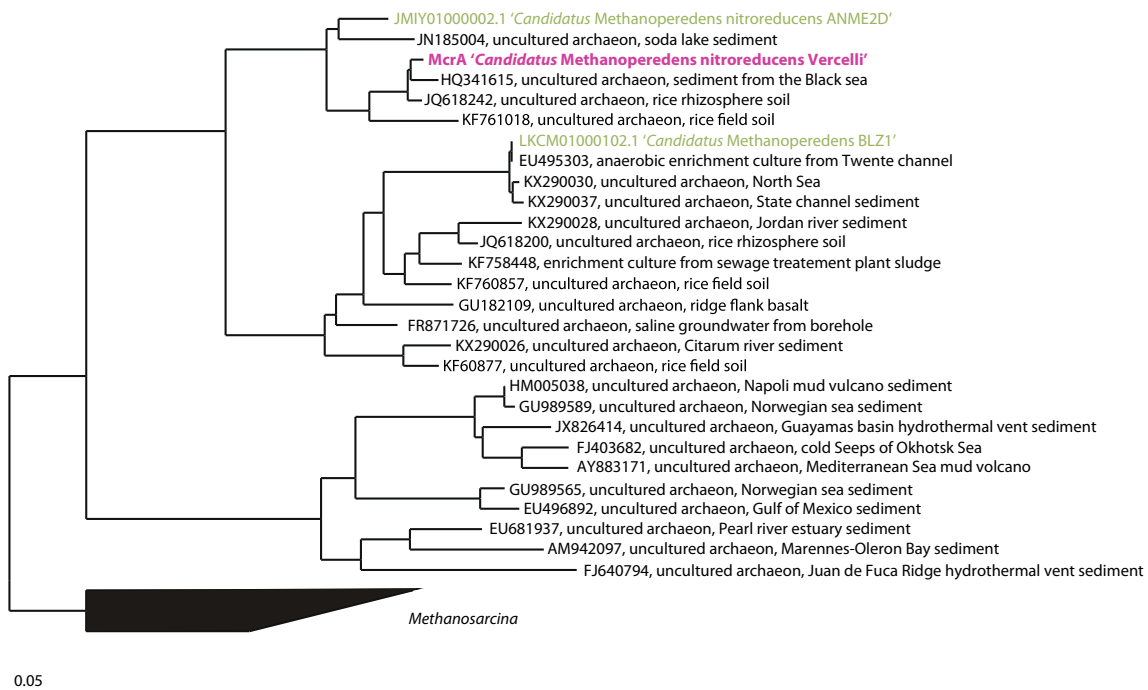 JMIY01000002.1 ‘Candidatus Methanoperedens nitroreducens ANME2D’
JN185004, uncultured archaeon, soda lake sediment
McrA ‘Candidatus Methanoperedens nitroreducens Vercelli’
HQ341615, uncultured archaeon, sediment from the Black sea
JQ618242, uncultured archaeon, rice rhizosphere soil
KF761018, uncultured archaeon, rice field soil
LKCM01000102.1 ‘Candidatus Methanoperedens BLZ1’
EU495303, anaerobic enrichment culture from Twente channel
KX290030, uncultured archaeon, North Sea
KX290037, uncultured archaeon, State channel sediment
KX290028, uncultured archaeon, Jordan river sediment
JQ618200, uncultured archaeon, rice rhizosphere soil
KF758448, enrichment culture from sewage treatement plant sludge
KF760857, uncultured archaeon, rice field soil
GU182109, uncultured archaeon, ridge flank basalt
FR871726, uncultured archaeon, saline groundwater from borehole
KX290026, uncultured archaeon, Citarum river sediment
KF60877, uncultured archaeon, rice field soil
HM005038, uncultured archaeon, Napoli mud vulcano sediment
GU989589, uncultured archaeon, Norwegian sea sediment
JX826414, uncultured archaeon, Guayamas basin hydrothermal vent sediment
FJ403682, uncultured archaeon, cold Seeps of Okhotsk Sea
AY883171, uncultured archaeon, Mediterranean Sea mud volcano
GU989565, uncultured archaeon, Norwegian sea sediment
EU496892, uncultured archaeon, Gulf of Mexico sediment
EU681937, uncultured archaeon, Pearl river estuary sediment
AM942097, uncultured archaeon, Marennes-Oleron Bay sediment
FJ640794, uncultured archaeon, Juan de Fuca Ridge hydrothermal vent sediment
Methanosarcina
0.05